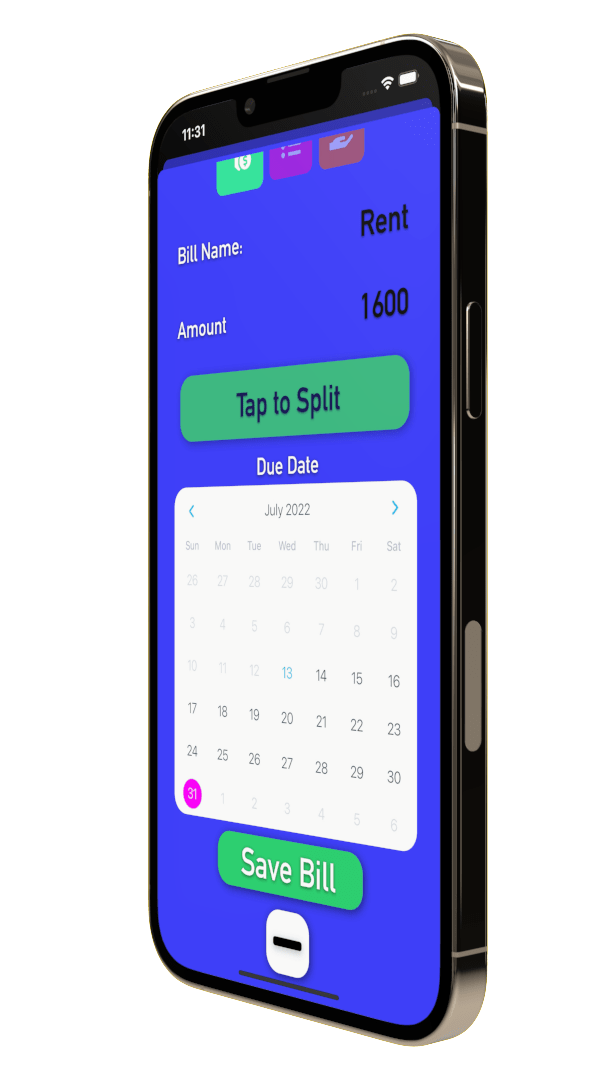 11:31
Rent
Bill Name:
1600
Amount
Tap to Split
Due Date
July 2022
Sun Mon Tue Wed Thu Fri Sat
26 27 28 29 30 1 2
3 4 5 6 7 8 9
10 11 12 13 14 15 16
17 18 19 20 21 22 23
24 25 26 27 28 29 30
31 1 2 3 4 5 6
Save Bill